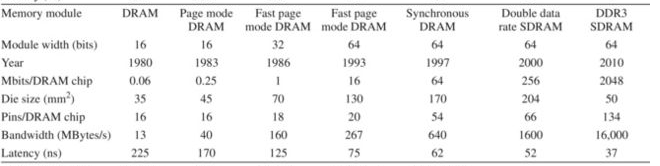 Memory module DRAM Page mode DRAM Fast page mode DRAM Fast page mode DRAM Synchronous DRAM Double data rate SDRAM DDR3 SDRAM
Module width (bits) 16 16 32 64 64 64 64
Year 1980 1983 1986 1993 1997 2000 2010
Mbits/DRAM chip 0.06 0.25 1 16 64 256 2048
Die size (mm²) 35 45 70 130 170 204 50
Pins/DRAM chip 16 16 18 20 54 66 134
Bandwidth (MBytes/s) 13 40 160 267 640 1600 16,000
Latency (ns) 225 170 125 75 62 52 37